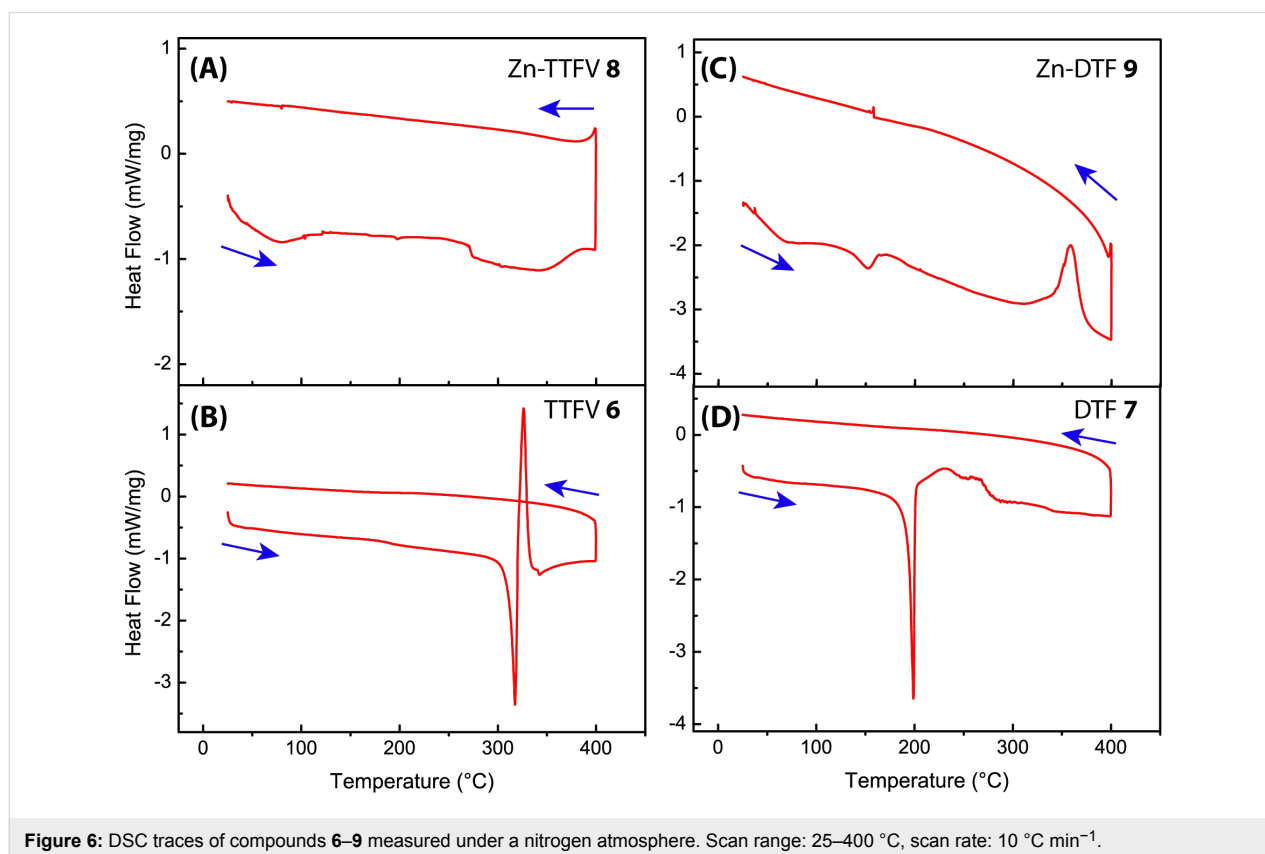 (A) Zn-TTFV 8
1
0
-1
-2
Heat Flow (mW/mg)
(C) Zn-DTF 9
1
0
-1
-2
-3
-4
(B) TTFV 6
1
0
-1
-2
-3
Heat Flow (mW/mg)
0 100 200 300 400
Temperature (°C)
(D) DTF 7
0
-1
-2
-3
-4
0 100 200 300 400
Temperature (°C)
Figure 6: DSC traces of compounds 6–9 measured under a nitrogen atmosphere. Scan range: 25–400 °C, scan rate: 10 °C min⁻¹.